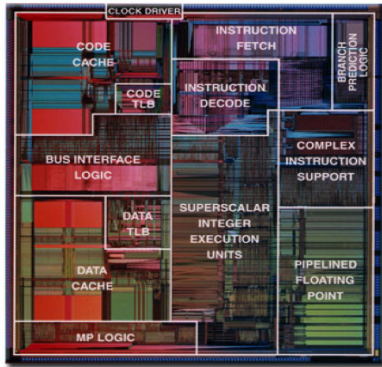 CLOCK DRIVER
CODE
CACHE
CODE
TLB
INSTRUCTION
FETCH
BRANCH
PREDICTION
LOGIC
INSTRUCTION
DECODE
BUS INTERFACE
LOGIC
COMPLEX
INSTRUCTION
SUPPORT
DATA
TLB
SUPERSCALAR
INTEGER
EXECUTION
UNITS
DATA
CACHE
PIPELINED
FLOATING
POINT
MP LOGIC